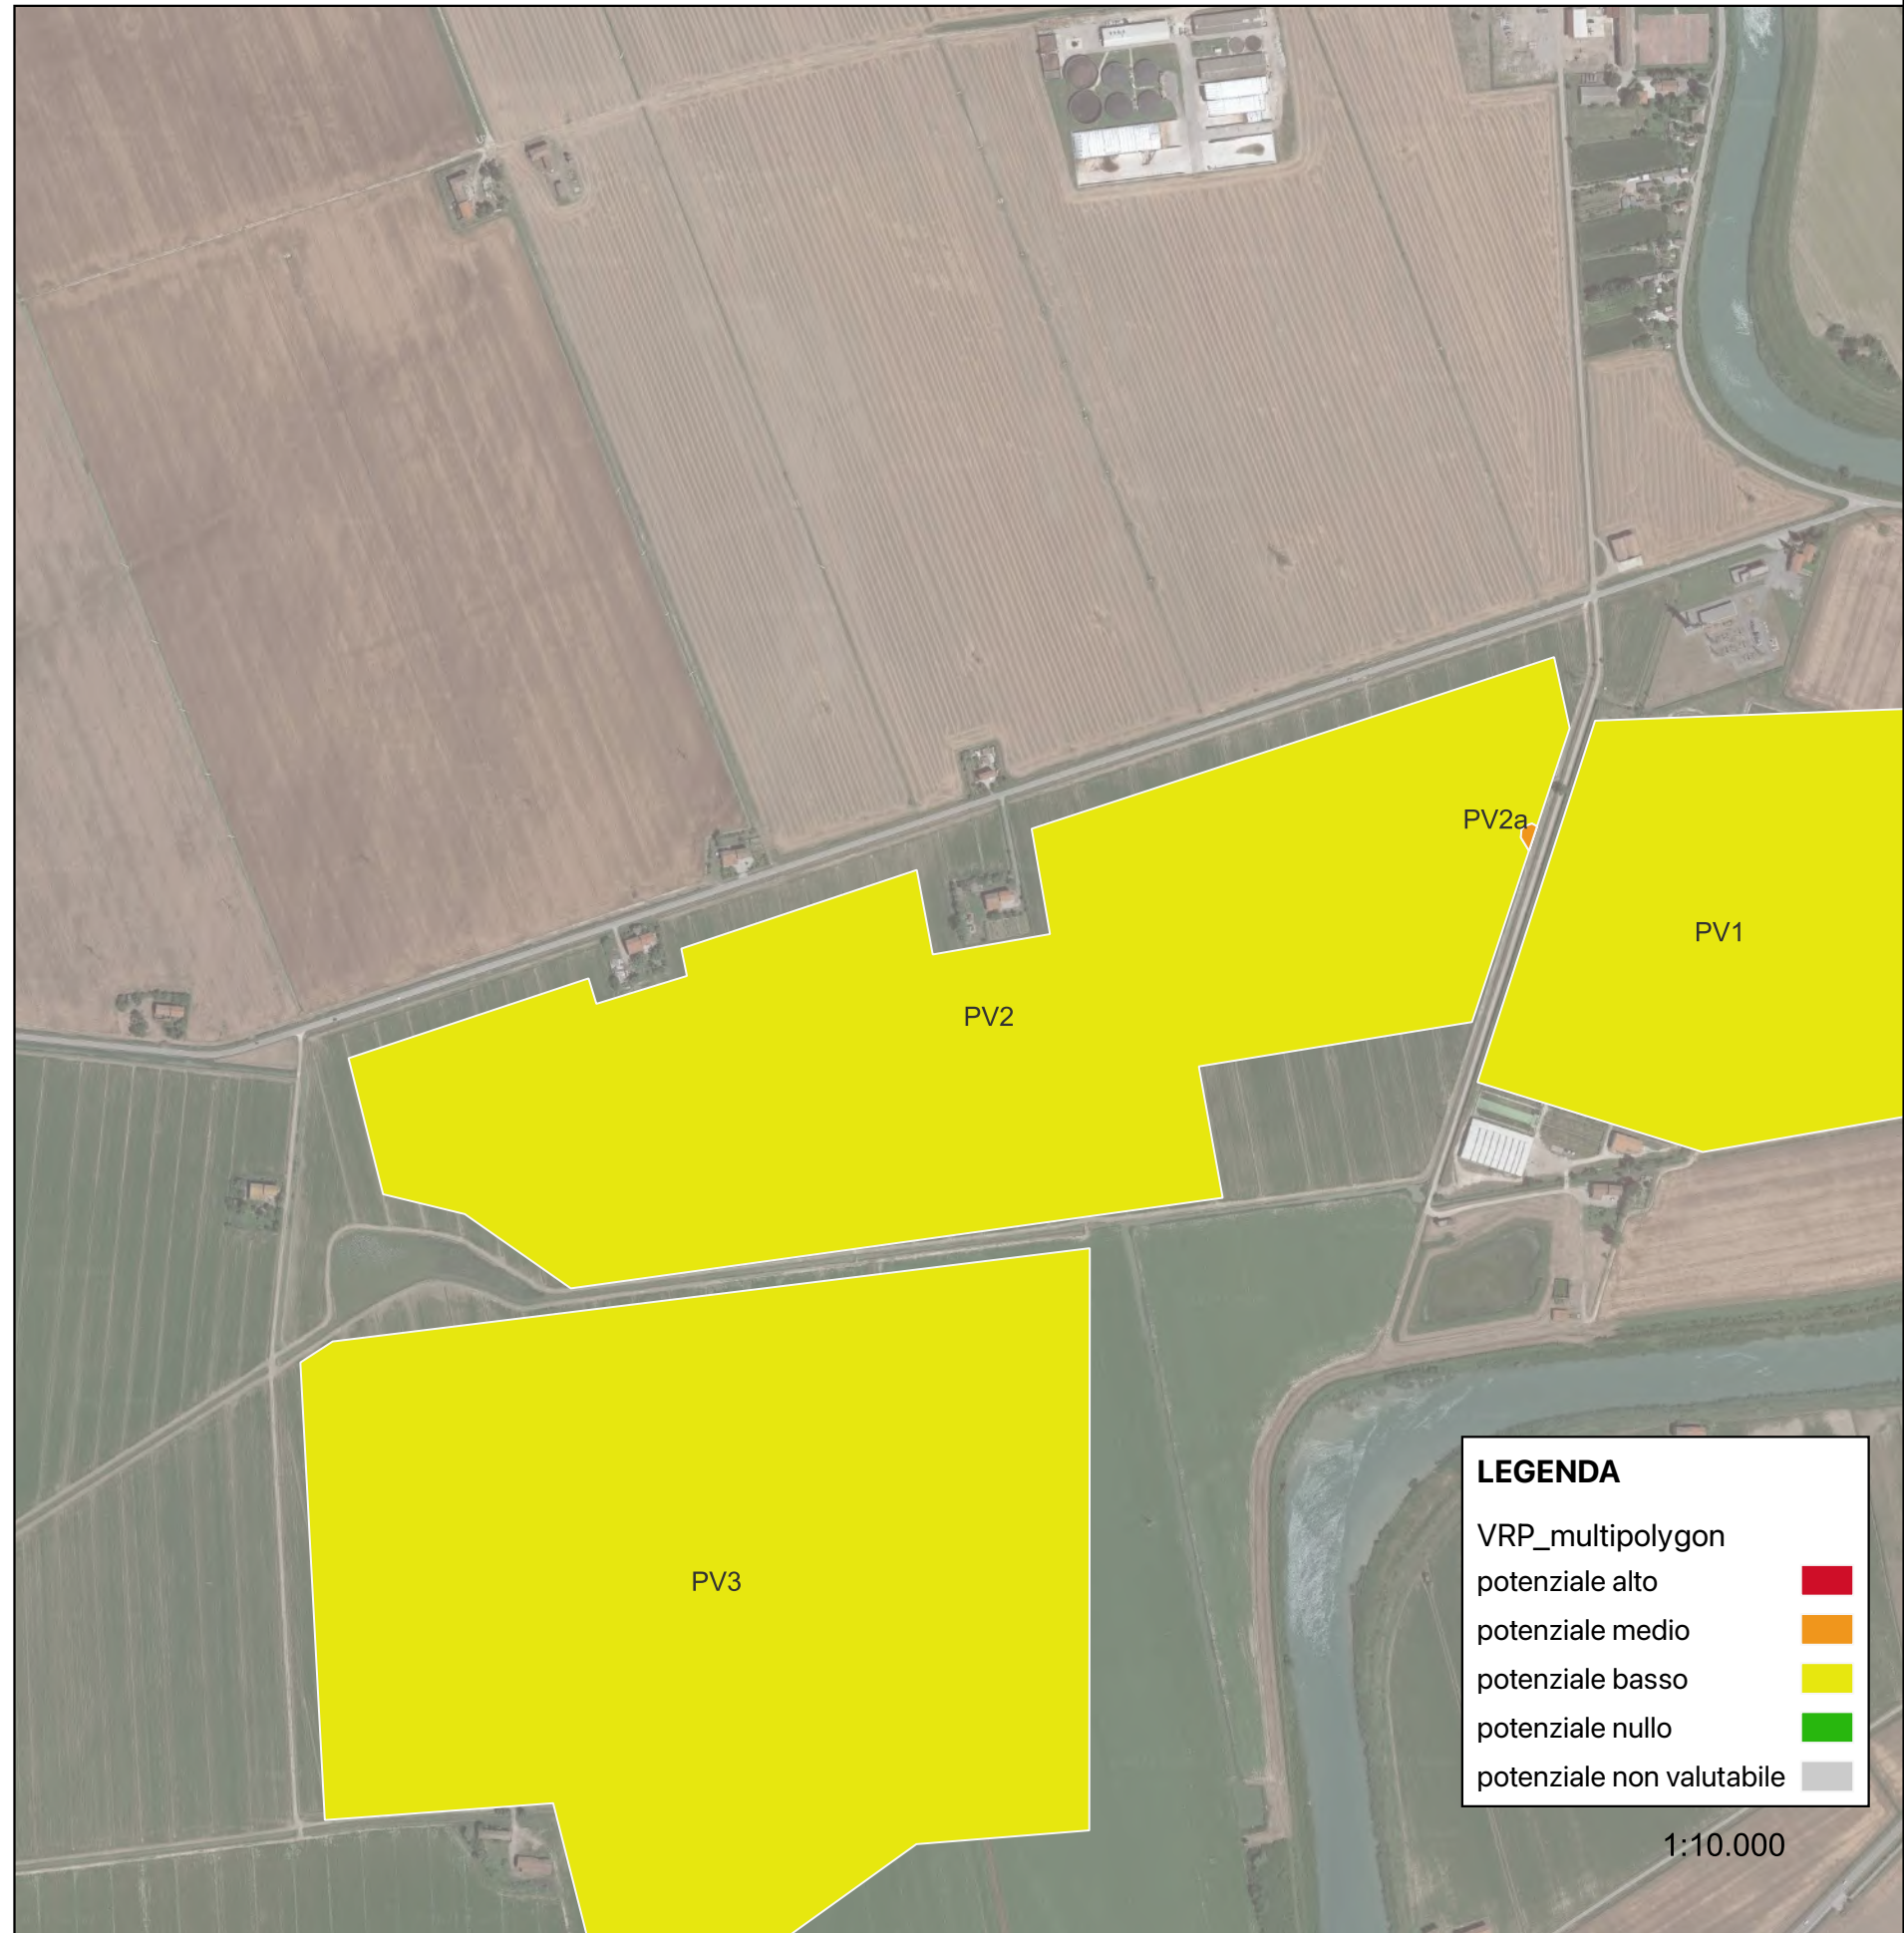 PV2a
PV1
PV2
PV3
LEGENDA
VRP_multipolygon
potenziale alto
potenziale medio
potenziale basso
potenziale nullo
potenziale non valutabile
1:10.000